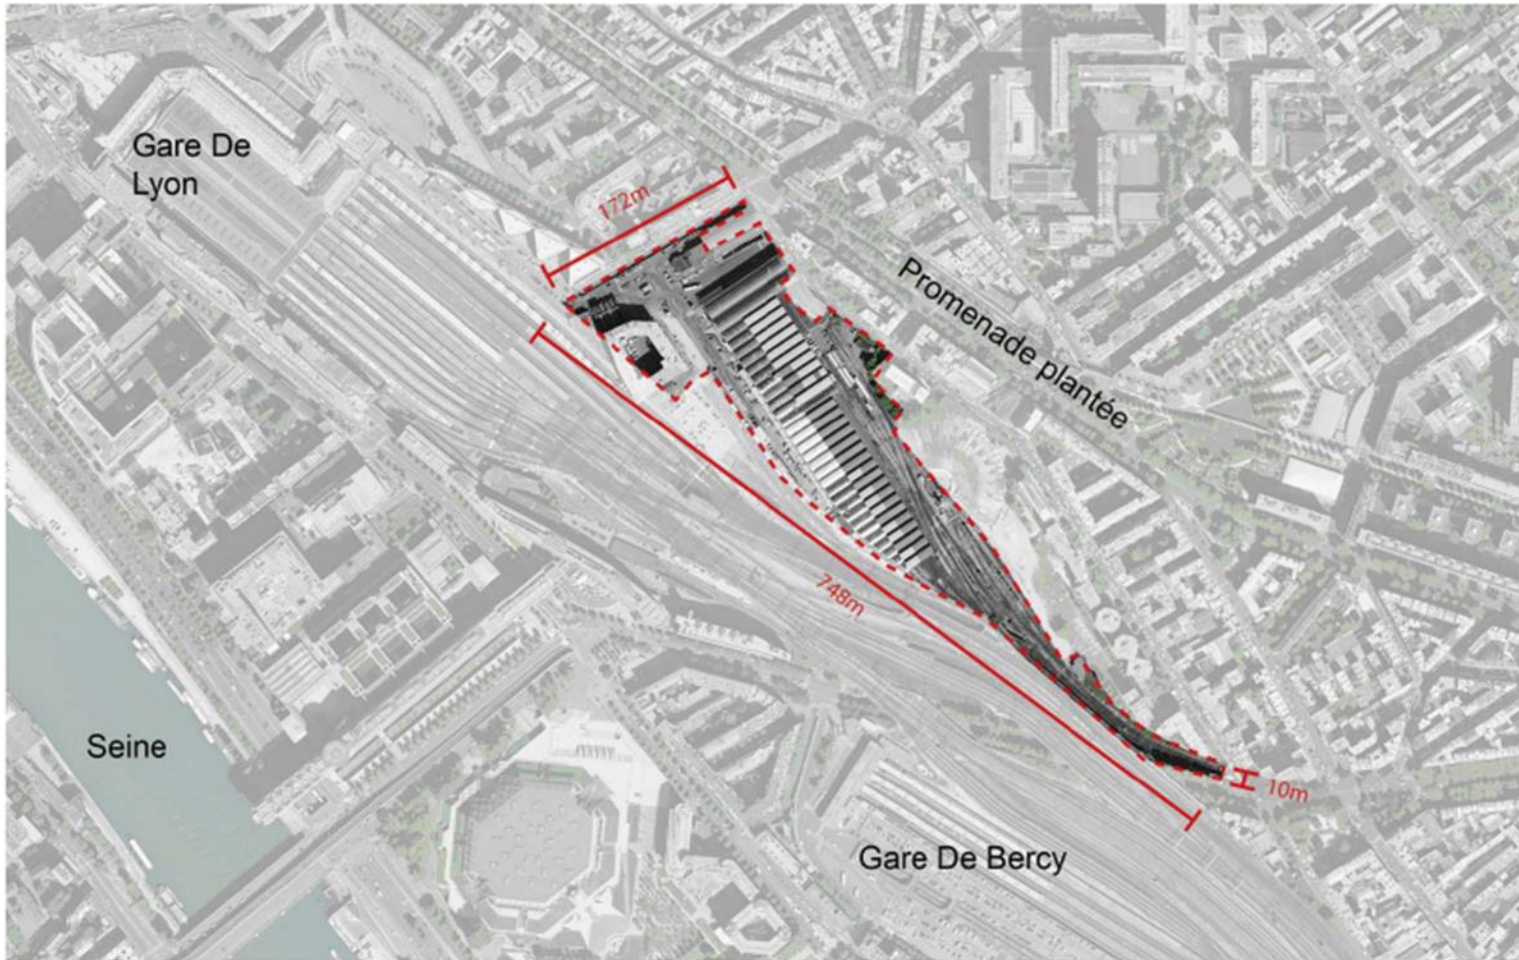 Gare De
Lyon
172m
Promenade plantée
748m
Seine
10m
Gare De Bercy